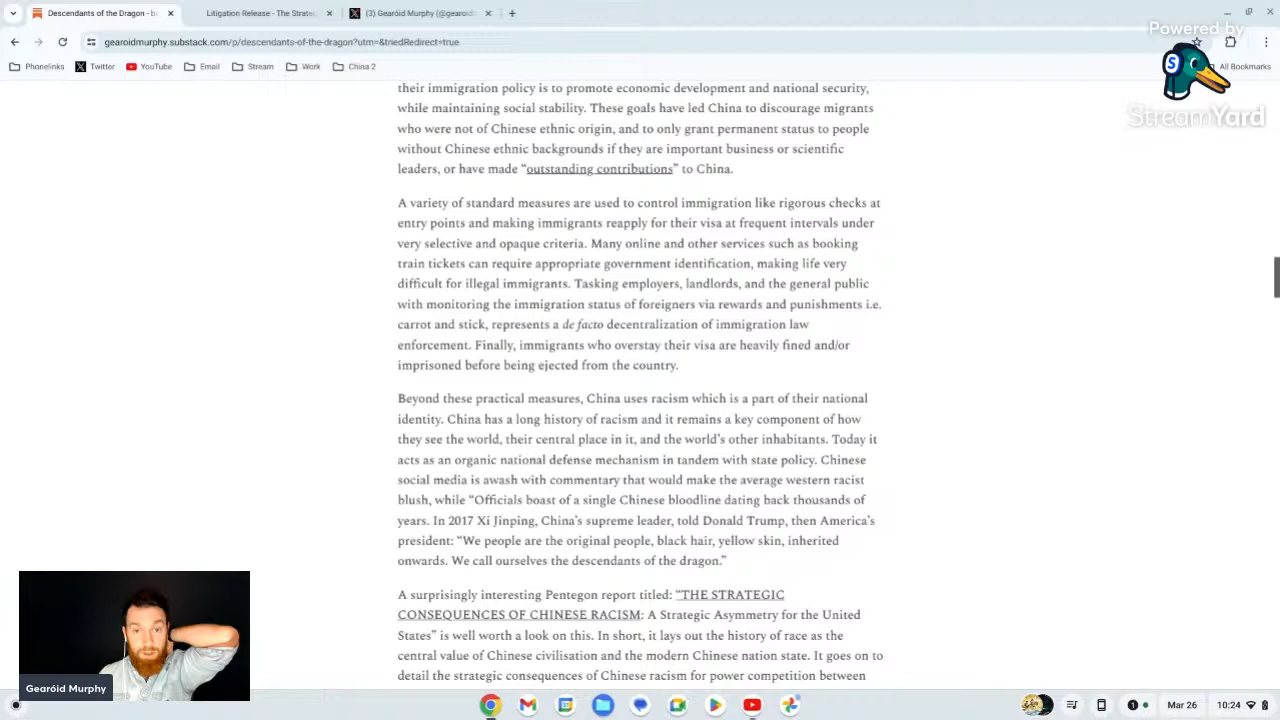 Descendants of the Dragon - b
Litigation Release - The Strate
(3) Gearóid Murphy (@gearoid
gearoidmurphy.substack.com/p/descendants-of-the-dragon?utm=&triedRedirect=true
Powered by
Phonelinks
Twitter
YouTube
Email
Stream
Work
China 2
All Bookmarks
S
StreamYard
their immigration policy is to promote economic development and national security,
while maintaining social stability. These goals have led China to discourage migrants
who were not of Chinese ethnic origin, and to only grant permanent status to people
without Chinese ethnic backgrounds if they are important business or scientific
leaders, or have made “outstanding contributions” to China.
A variety of standard measures are used to control immigration like rigorous checks at
entry points and making immigrants reapply for their visa at frequent intervals under
very selective and opaque criteria. Many online and other services such as booking
train tickets can require appropriate government identification, making life very
difficult for illegal immigrants. Tasking employers, landlords, and the general public
with monitoring the immigration status of foreigners via rewards and punishments i.e.
carrot and stick, represents a de facto decentralization of immigration law
enforcement. Finally, immigrants who overstay their visa are heavily fined and/or
imprisoned before being ejected from the country.
Beyond these practical measures, China uses racism which is a part of their national
identity. China has a long history of racism and it remains a key component of how
they see the world, their central place in it, and the world’s other inhabitants. Today it
acts as an organic national defense mechanism in tandem with state policy. Chinese
social media is awash with commentary that would make the average western racist
blush, while “Officials boast of a single Chinese bloodline dating back thousands of
years. In 2017 Xi Jinping, China’s supreme leader, told Donald Trump, then America’s
president: “We people are the original people, black hair, yellow skin, inherited
onwards. We call ourselves the descendants of the dragon.”
A surprisingly interesting Pentegon report titled: “THE STRATEGIC
CONSEQUENCES OF CHINESE RACISM: A Strategic Asymmetry for the United
States” is well worth a look on this. In short, it lays out the history of race as the
central value of Chinese civilisation and the modern Chinese nation state. It goes on to
detail the strategic consequences of Chinese racism for power competition between
Gearóid Murphy
1
Mar 26
10:24